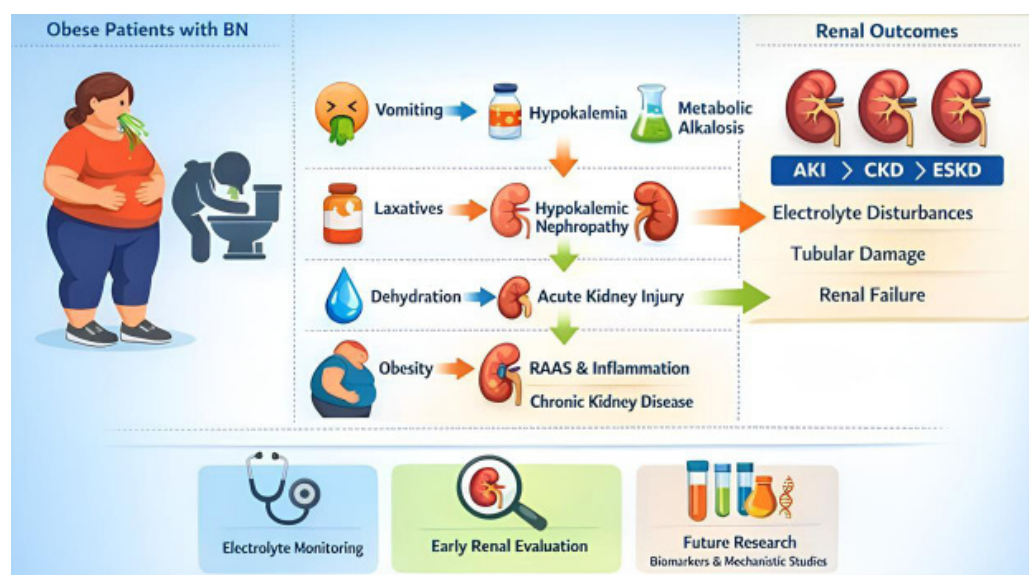 Obese Patients with BN
Vomiting
Hypokalemia
Metabolic
Alkalosis
Laxatives
Hypokalemic
Nephropathy
Dehydration
Acute Kidney Injury
Obesity
RAAS & Inflammation
Chronic Kidney Disease
Renal Outcomes
AKI > CKD > ESKD
Electrolyte Disturbances
Tubular Damage
Renal Failure
Electrolyte Monitoring
Early Renal Evaluation
Future Research
Biomarkers & Mechanistic Studies